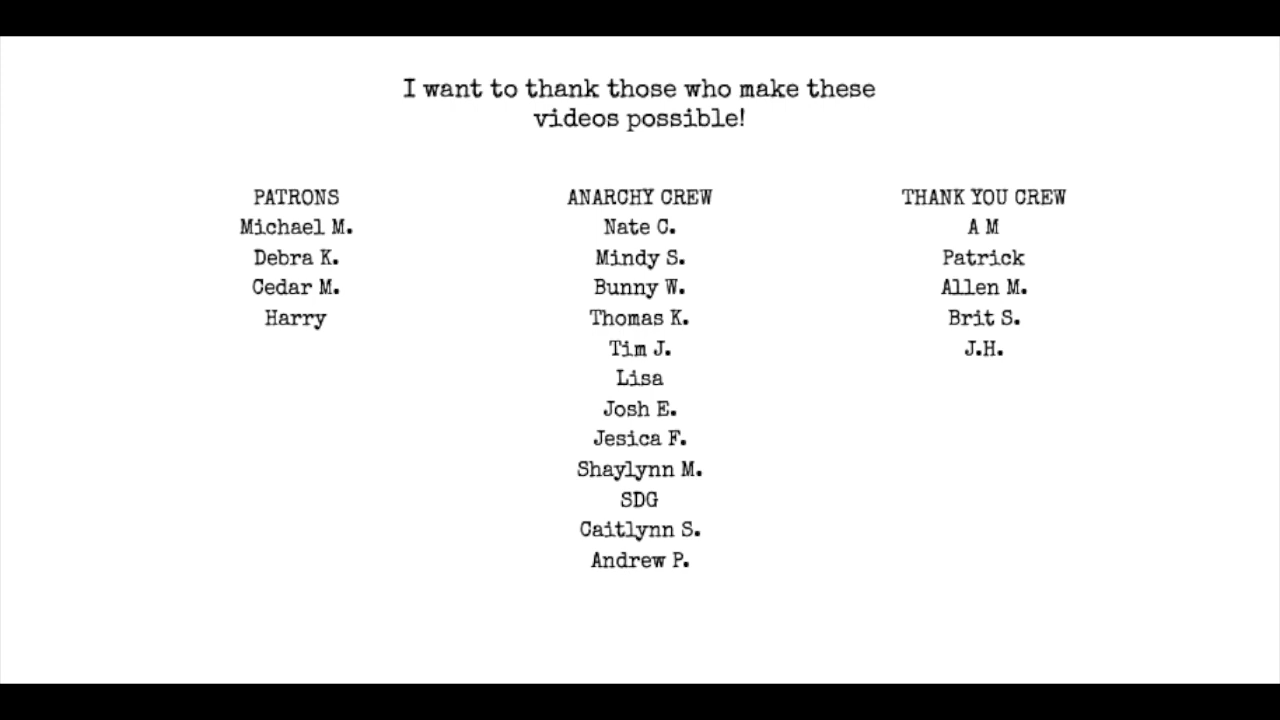 I want to thank those who make these
videos possible!
PATRONS
Michael M.
Debra K.
Cedar M.
Harry
ANARCHY CREW
Nate C.
Mindy S.
Bunny W.
Thomas K.
Tim J.
Lisa
Josh E.
Jesica F.
Shaylynn M.
SDG
Caitlynn S.
Andrew P.
THANK YOU CREW
A M
Patrick
Allen M.
Brit S.
J.H.